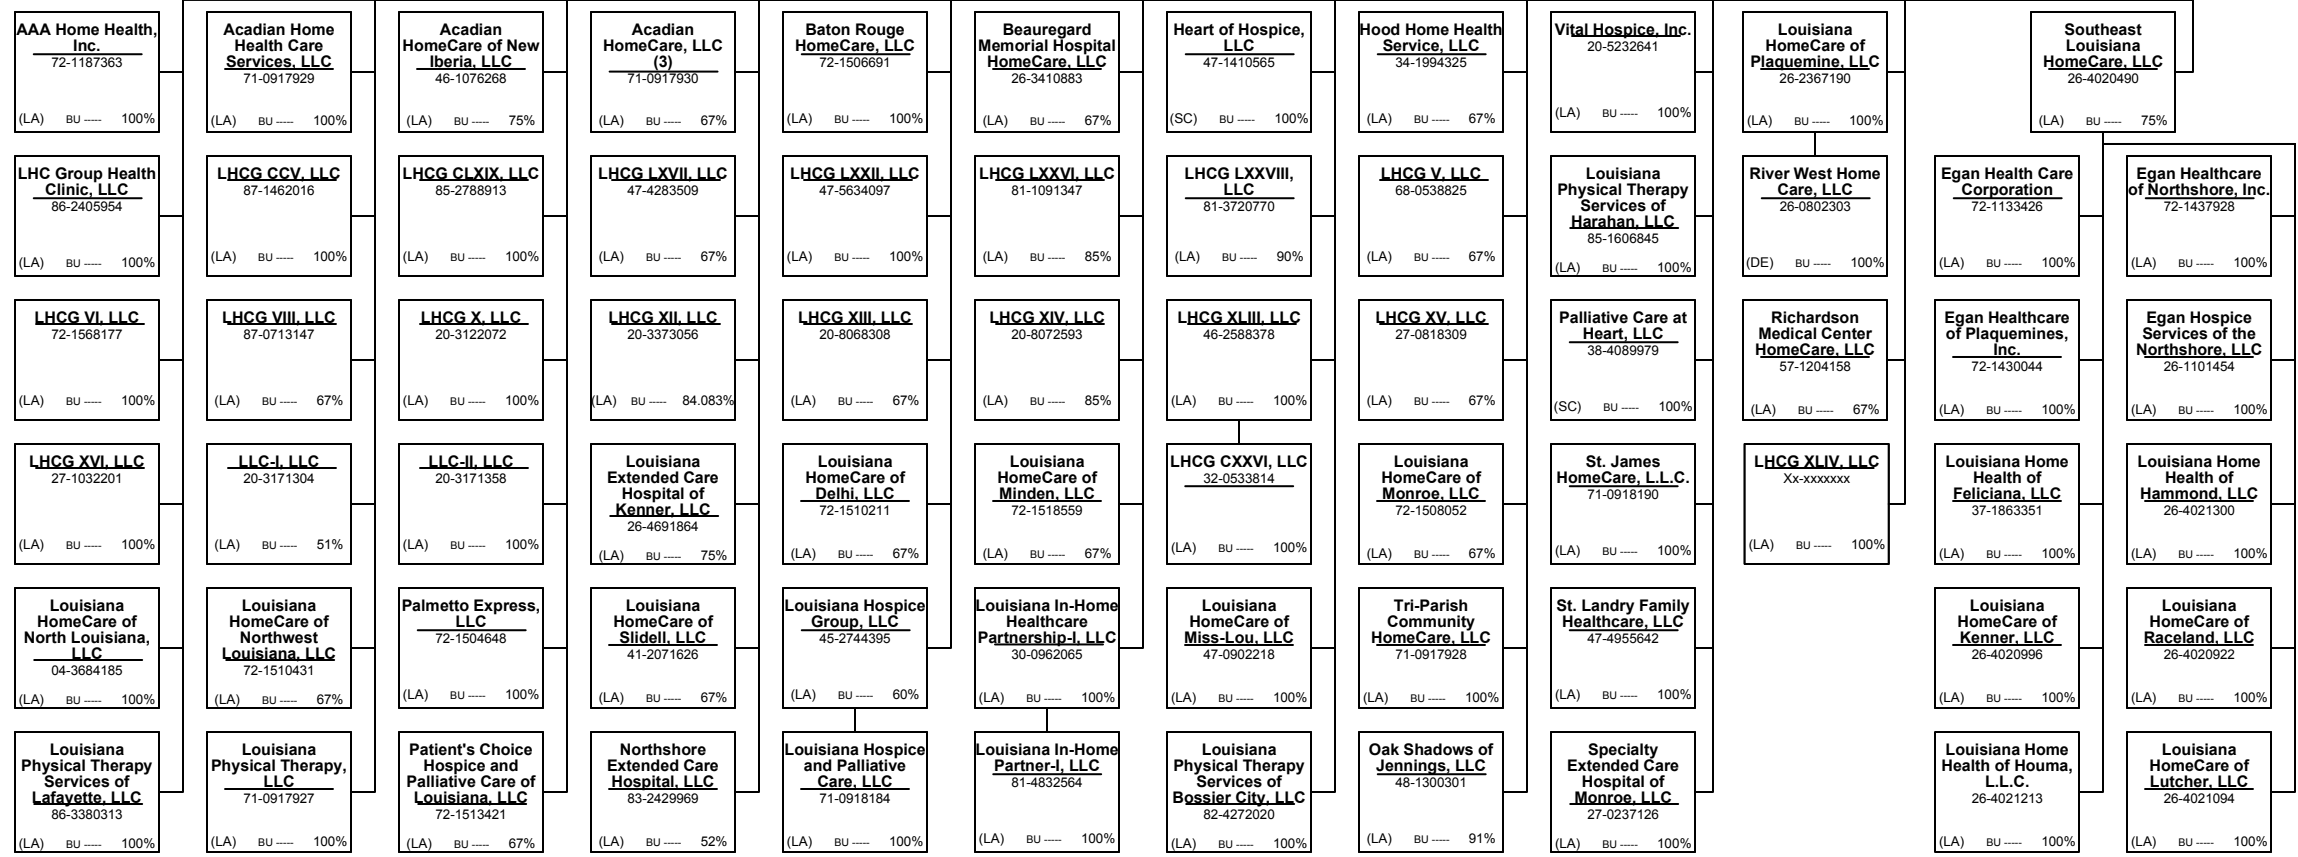 AAA Home Health,
Inc.
72-1187363
(LA) BU ----- 100%
Acadian Home
Health Care
Services, LLC
71-0917929
(LA) BU ----- 100%
Acadian
HomeCare of New
Iberia, LLC
46-1076268
(LA) BU ----- 75%
Acadian
HomeCare, LLC
(3)
71-0917930
(LA) BU ----- 67%
Baton Rouge
HomeCare, LLC
72-1506691
(LA) BU ----- 100%
Beauregard
Memorial Hospital
HomeCare, LLC
26-3410883
(LA) BU ----- 67%
Heart of Hospice,
LLC
47-1410565
(SC) BU ----- 100%
Hood Home Health
Service, LLC
34-1994325
(LA) BU ----- 67%
Vital Hospice, Inc.
20-5232641
(LA) BU ----- 100%
Louisiana
HomeCare of
Plaquemine, LLC
26-2367190
(LA) BU ----- 100%
Southeast
Louisiana
HomeCare, LLC
26-4020490
(LA) BU ----- 75%
LHC Group Health
Clinic, LLC
86-2405954
(LA) BU ----- 100%
LHCG CCV, LLC
87-1462016
(LA) BU ----- 100%
LHCG CLXIX, LLC
85-2788913
(LA) BU ----- 100%
LHCG LXVII, LLC
47-4283509
(LA) BU ----- 67%
LHCG LXXII, LLC
47-5634097
(LA) BU ----- 100%
LHCG LXXVI, LLC
81-1091347
(LA) BU ----- 85%
LHCG LXXVIII,
LLC
81-3720770
(LA) BU ----- 90%
LHCG V, LLC
68-0538825
(LA) BU ----- 67%
Louisiana
Physical Therapy
Services of
Harahan, LLC
85-1606845
(LA) BU ----- 100%
River West Home
Care, LLC
26-0802303
(DE) BU ----- 100%
Egan Health Care
Corporation
72-1133426
(LA) BU ----- 100%
Egan Healthcare
of Northshore, Inc.
72-1437928
(LA) BU ----- 100%
LHCG VI, LLC
72-1568177
(LA) BU ----- 100%
LHCG VIII, LLC
87-0713147
(LA) BU ----- 67%
LHCG X, LLC
20-3122072
(LA) BU ----- 100%
LHCG XII, LLC
20-3373056
(LA) BU ----- 84.083%
LHCG XIII, LLC
20-8068308
(LA) BU ----- 67%
LHCG XIV, LLC
20-8072593
(LA) BU ----- 85%
LHCG XLIII, LLC
46-2588378
(LA) BU ----- 100%
LHCG XV, LLC
27-0818309
(LA) BU ----- 67%
Palliative Care at
Heart, LLC
38-4089979
(SC) BU ----- 100%
Richardson
Medical Center
HomeCare, LLC
57-1204158
(LA) BU ----- 67%
Egan Healthcare
of Plaquemines,
Inc.
72-1430044
(LA) BU ----- 100%
Egan Hospice
Services of the
Northshore, LLC
26-1101454
(LA) BU ----- 100%
LHCG XVI, LLC
27-1032201
(LA) BU ----- 100%
LLC-I, LLC
20-3171304
(LA) BU ----- 51%
LLC-II, LLC
20-3171358
(LA) BU ----- 100%
Louisiana
Extended Care
Hospital of
Kenner, LLC
26-4691864
(LA) BU ----- 75%
Louisiana
HomeCare of
Delhi, LLC
72-1510211
(LA) BU ----- 67%
Louisiana
HomeCare of
Minden, LLC
72-1518559
(LA) BU ----- 67%
LHCG CXXVI, LLC
32-0533814
(LA) BU ----- 100%
Louisiana
HomeCare of
Monroe, LLC
72-1508052
(LA) BU ----- 67%
St. James
HomeCare, L.L.C.
71-0918190
(LA) BU ----- 100%
LHCG XLIV, LLC
Xx-xxxxxxx
(LA) BU ----- 100%
Louisiana Home
Health of
Feliciana, LLC
37-1863351
(LA) BU ----- 100%
Louisiana Home
Health of
Hammond, LLC
26-4021300
(LA) BU ----- 100%
Louisiana
HomeCare of
North Louisiana,
LLC
04-3684185
(LA) BU ----- 100%
Louisiana
HomeCare of
Northwest
Louisiana, LLC
72-1510431
(LA) BU ----- 67%
Palmetto Express,
LLC
72-1504648
(LA) BU ----- 100%
Louisiana
HomeCare of
Slidell, LLC
41-2071626
(LA) BU ----- 67%
Louisiana Hospice
Group, LLC
45-2744395
(LA) BU ----- 60%
Louisiana In-Home
Healthcare
Partnership-I, LLC
30-0962065
(LA) BU ----- 100%
Louisiana
HomeCare of
Miss-Lou, LLC
47-0902218
(LA) BU ----- 100%
Tri-Parish
Community
HomeCare, LLC
71-0917928
(LA) BU ----- 100%
St. Landry Family
Healthcare, LLC
47-4955642
(LA) BU ----- 100%
Louisiana
HomeCare of
Kenner, LLC
26-4020996
(LA) BU ----- 100%
Louisiana
HomeCare of
Raceland, LLC
26-4020922
(LA) BU ----- 100%
Louisiana
Physical Therapy
Services of
Lafayette, LLC
86-3380313
(LA) BU ----- 100%
Louisiana
Physical Therapy,
LLC
71-0917927
(LA) BU ----- 100%
Patient's Choice
Hospice and
Palliative Care of
Louisiana, LLC
72-1513421
(LA) BU ----- 67%
Northshore
Extended Care
Hospital, LLC
83-2429969
(LA) BU ----- 52%
Louisiana Hospice
and Palliative
Care, LLC
71-0918184
(LA) BU ----- 100%
Louisiana In-Home
Partner-I, LLC
81-4832564
(LA) BU ----- 100%
Louisiana
Physical Therapy
Services of
Bossier City, LLC
82-4272020
(LA) BU ----- 100%
Oak Shadows of
Jennings, LLC
48-1300301
(LA) BU ----- 91%
Specialty
Extended Care
Hospital of
Monroe, LLC
27-0237126
(LA) BU ----- 100%
Louisiana Home
Health of Houma,
L.L.C.
26-4021213
(LA) BU ----- 100%
Louisiana
HomeCare of
Lutcher, LLC
26-4021094
(LA) BU ----- 100%